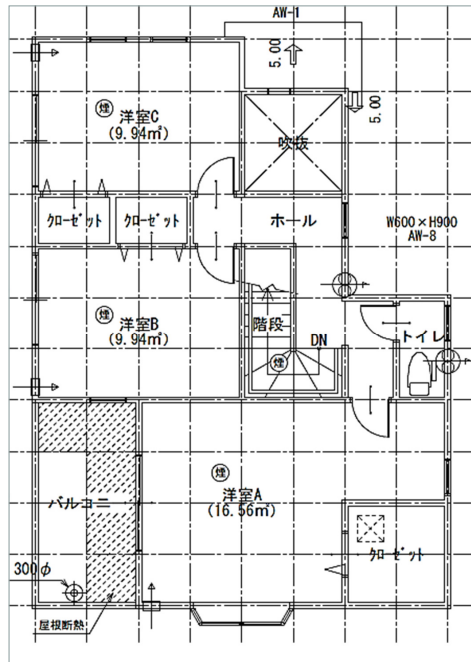 AW-1
5.00
5.00
煙
洋室C
(9.94㎡)
吹抜
クローゼット
クローゼット
ホール
W600×H900
AW-8
煙
洋室B
(9.94㎡)
階段
DN
煙
トイレ
煙
洋室A
(16.56㎡)
バルコニ
クローゼット
300φ
屋根断熱